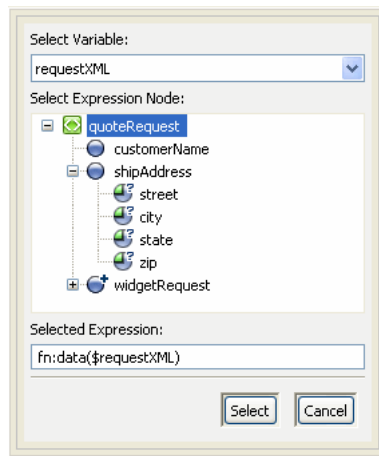 Select Variable:
requestXML
Select Expression Node:
quoteRequest
customerName
shipAddress
street
city
state
zip
widgetRequest
Selected Expression:
fn:data($requestXML)
Select Cancel